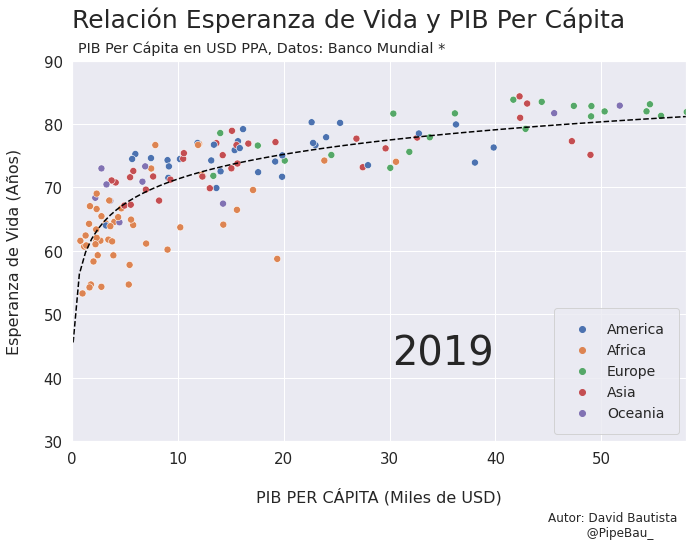 Relación Esperanza de Vida y PIB Per Cápita
PIB Per Cápita en USD PPA, Datos: Banco Mundial *
90
80
70
60
50
40
30
Esperanza de Vida (Años)
2019
America
Africa
Europe
Asia
Oceania
0 10 20 30 40 50
PIB PER CÁPITA (Miles de USD)
Autor: David Bautista
@PipeBau_